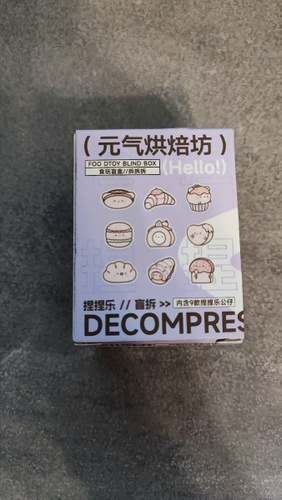 （元气烘焙坊）
FOO DTOY BLIND BOX
食玩盲盒//拆拆拆
(Hello!)
捏捏乐 // 盲折 >> 内含9款捏捏乐公仔
DECOMPRES